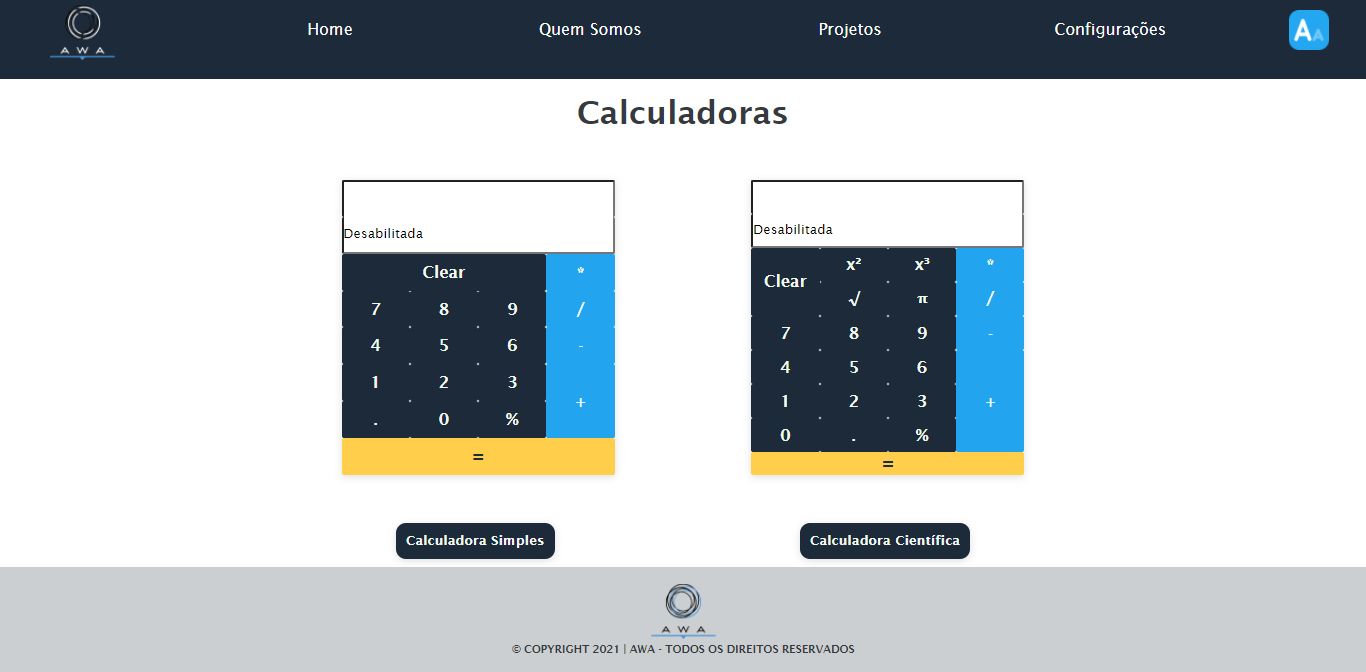 AWA
Home
Quem Somos
Projetos
Configurações
AA
Calculadoras
Desabilitada
Clear *
7 8 9 /
4 5 6 -
1 2 3 +
. 0 %
=
Calculadora Simples
Desabilitada
Clear x² x³ *
√ π /
7 8 9 -
4 5 6
1 2 3 +
0 . %
=
Calculadora Científica
AWA
© COPYRIGHT 2021 | AWA - TODOS OS DIREITOS RESERVADOS